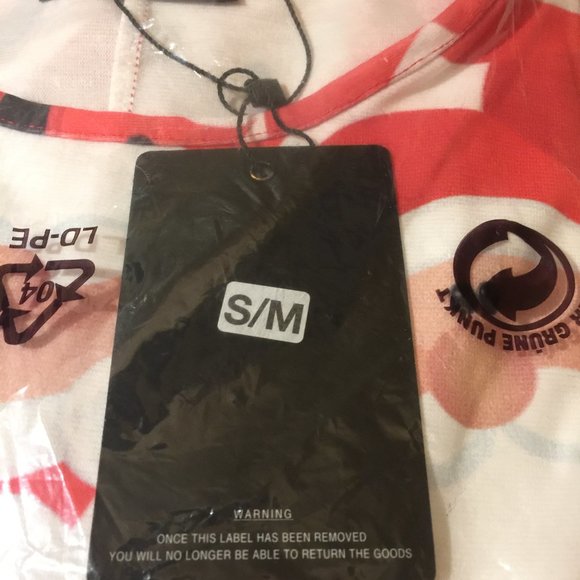 LD-PE
04
S/M
GRÜNE PUNKT
WARNING
ONCE THIS LABEL HAS BEEN REMOVED
YOU WILL NO LONGER BE ABLE TO RETURN THE GOODS